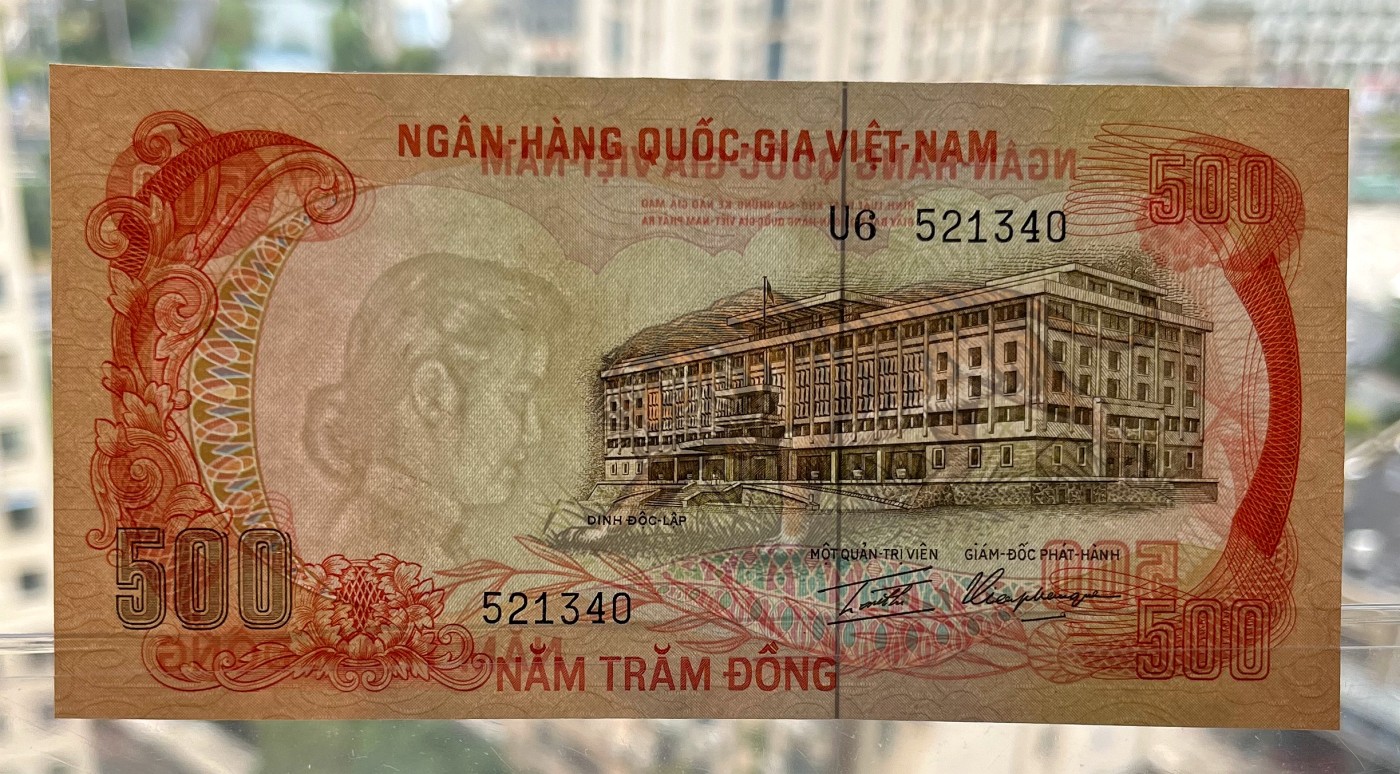 NGÂN-HÀNG QUỐC-GIA VIỆT-NAM
500
U6 521340
DINH ĐỘC-LẬP
MỘT QUẢN-TRỊ VIÊN
GIÁM-ĐỐC PHÁT-HÀNH
500
521340
500
NĂM TRĂM ĐỒNG